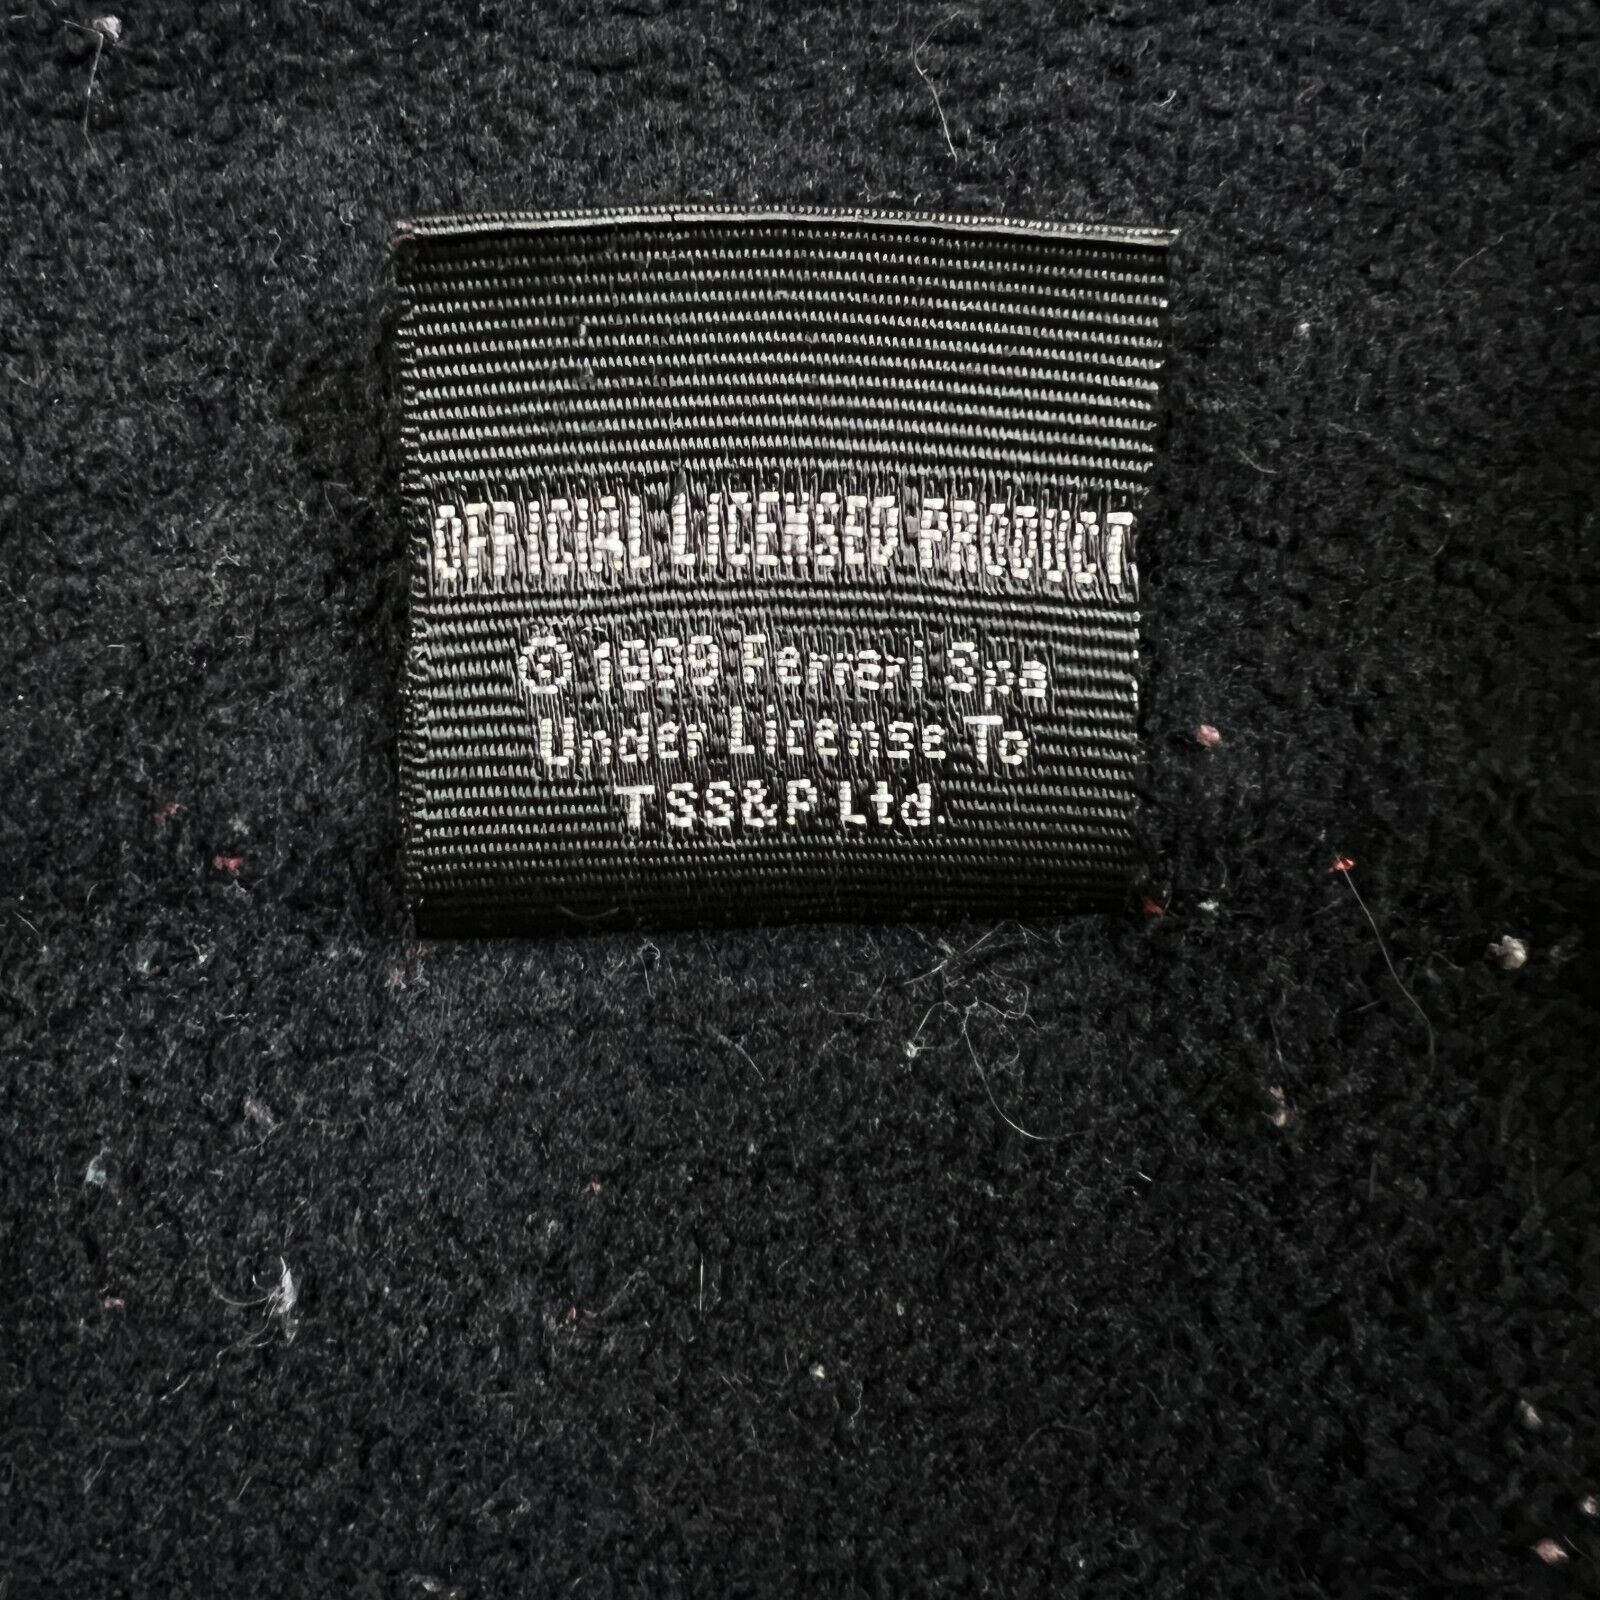 OFFICIAL LICENSED PRODUCT
© 1999 Ferrari Spa
Under License To
TSS&P Ltd.